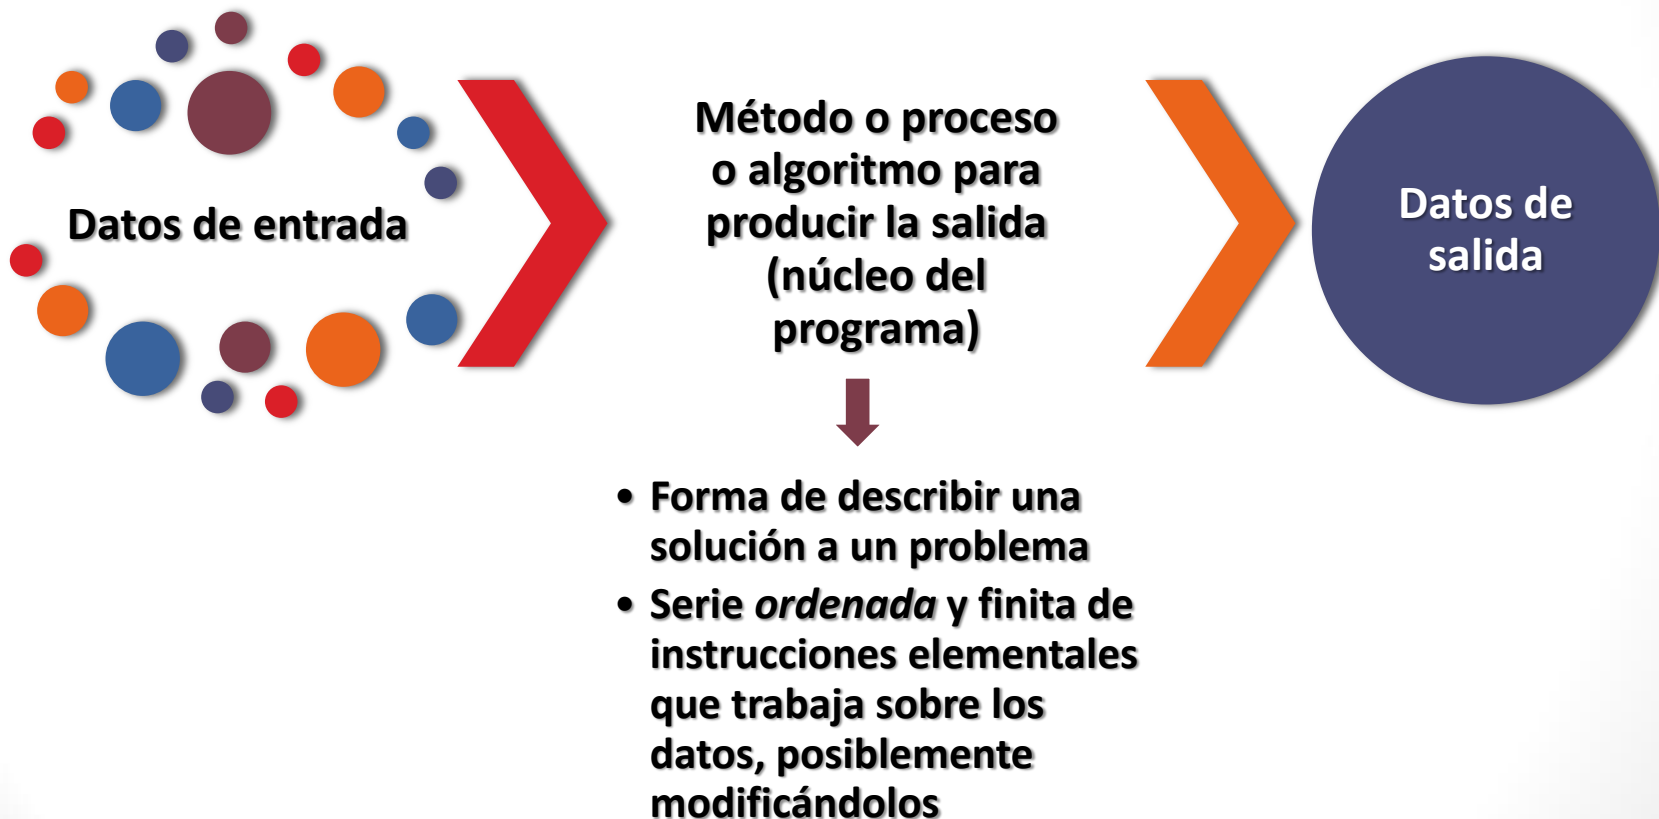 Datos de entrada
Método o proceso
o algoritmo para
producir la salida
(núcleo del
programa)
Datos de
salida
• Forma de describir una
solución a un problema
• Serie ordenada y finita de
instrucciones elementales
que trabaja sobre los
datos, posiblemente
modificándolos